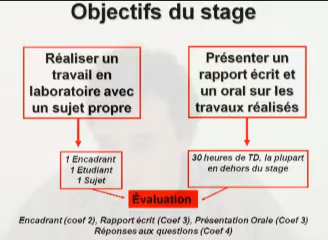 Objectifs du stage
Réaliser un
travail en
laboratoire avec
un sujet propre
Présenter un
rapport écrit et
un oral sur les
travaux réalisés
1 Encadrant
1 Etudiant
1 Sujet
30 heures de TD, la plupart
en dehors du stage
Évaluation
Encadrant (coef 2), Rapport écrit (Coef 3), Présentation Orale (Coef 3)
Réponses aux questions (Coef 4)